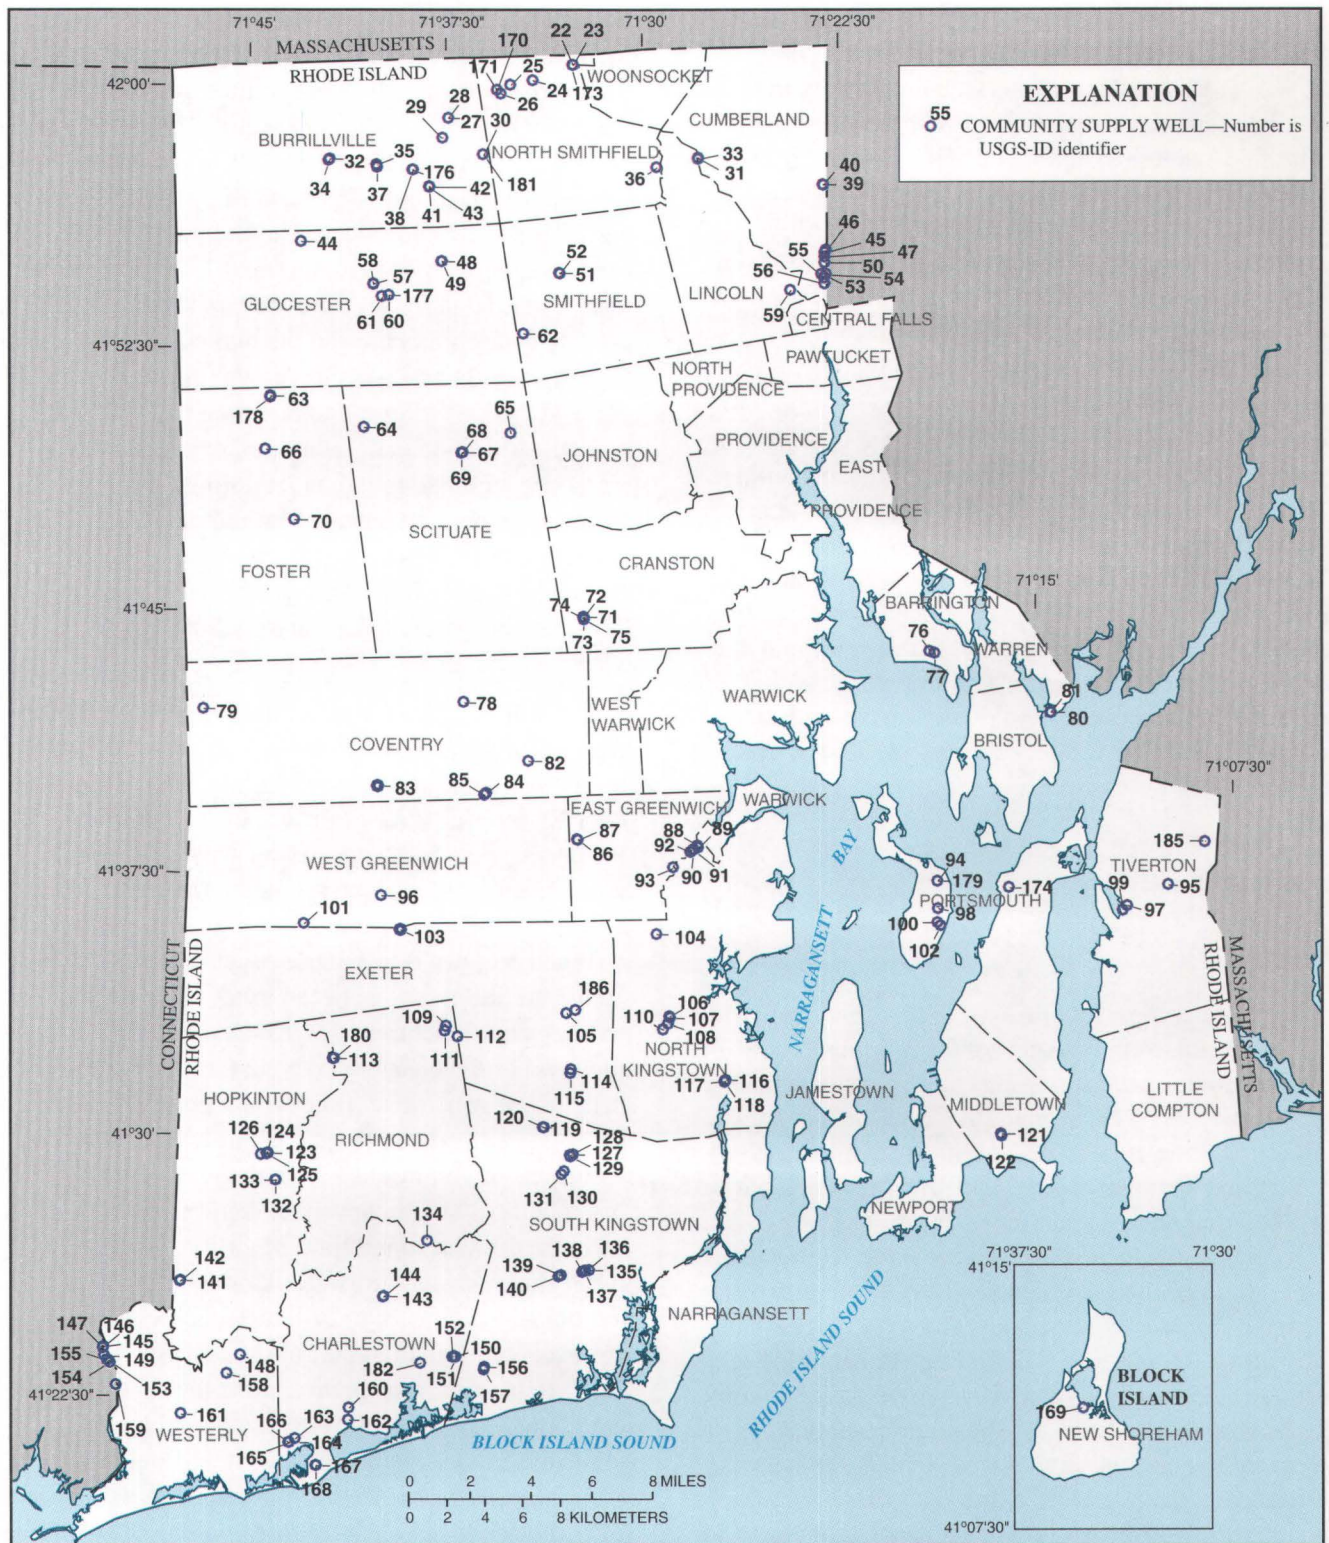 71°45'
71°37'30"
71°30'
71°22'30"
MASSACHUSETTS
RHODE ISLAND
42°00'
22 23
170
171
25
WOONSOCKET
173
24
26
28
29
27
30
CUMBERLAND
BURRILLVILLE
NORTH SMITHFIELD
EXPLANATION
55
COMMUNITY SUPPLY WELL—Number is
USGS-ID identifier
35
32
34
37
176
38
42
41
43
181
36
33
31
40
39
46
45
47
55
50
54
56
53
59
44
58
57
48
49
52
51
GLOCESTER
177
61 60
SMITHFIELD
LINCOLN
CENTRAL FALLS
62
41°52'30"
PAWTUCKET
NORTH
PROVIDENCE
63
178
64
65
68
66
67
69
JOHNSTON
PROVIDENCE
EAST
PROVIDENCE
70
SCITUATE
FOSTER
CRANSTON
71°15'
41°45'
72
74
71
73
75
BARRINGTON
76
77
WARREN
81
80
79
78
WEST
WARWICK
WARWICK
COVENTRY
BRISTOL
82
83
85
84
71°07'30"
EAST GREENWICH
WARWICK
87
86
88
89
92
90
91
93
185
TIVERTON
WEST GREENWICH
41°37'30"
NARRAGANSETT BAY
94
179
174
PORTSMOUTH
99
95
97
96
98
100
102
101
103
104
CONNECTICUT
RHODE ISLAND
MASSACHUSETTS
RHODE ISLAND
EXETER
186
105
106
110
107
108
109
111
112
180
113
NORTH
KINGSTOWN
114
115
117
116
118
JAMESTOWN
MIDDLETOWN
LITTLE
COMPTON
HOPKINTON
RICHMOND
41°30'
120
119
121
122
126
124
123
125
133
132
128
127
129
131
130
NEWPORT
SOUTH KINGSTOWN
134
142
141
138
136
139
135
140
137
144
143
NARRAGANSETT
RHODE ISLAND SOUND
71°37'30"
71°30'
41°15'
147
146
145
155
149
154
153
CHARLESTOWN
152
150
182
151
156
157
148
158
41°22'30"
159
161
160
162
WESTERLY
166
163
164
165
167
168
BLOCK ISLAND SOUND
BLOCK
ISLAND
169
NEW SHOREHAM
0 2 4 6 8 MILES
0 2 4 6 8 KILOMETERS
41°07'30"